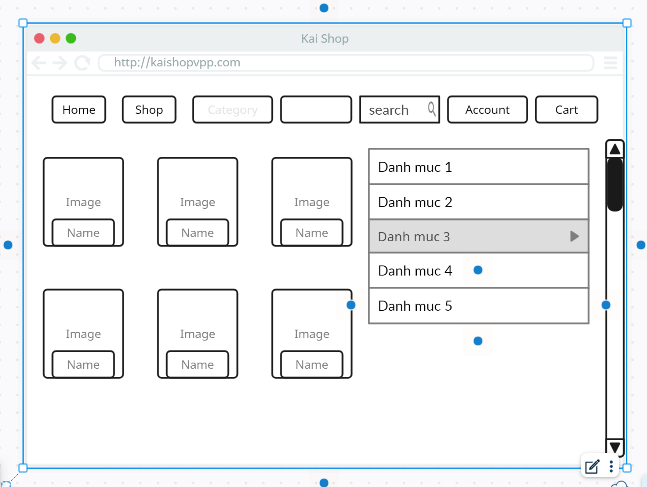 Kai Shop
http://kaishopvpp.com
Home
Shop
Category
search
Account
Cart
Image
Name
Image
Name
Image
Name
Danh muc 1
Danh muc 2
Danh muc 3
Danh muc 4
Danh muc 5
Image
Name
Image
Name
Image
Name